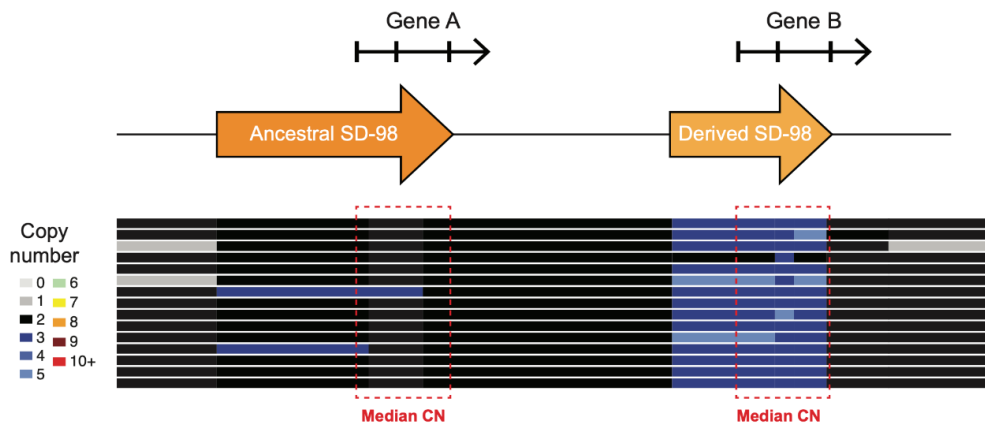 Gene A
Gene B
Ancestral SD-98
Derived SD-98
Copy
number
0 6
1 7
2 8
3 9
4 10+
5
Median CN
Median CN